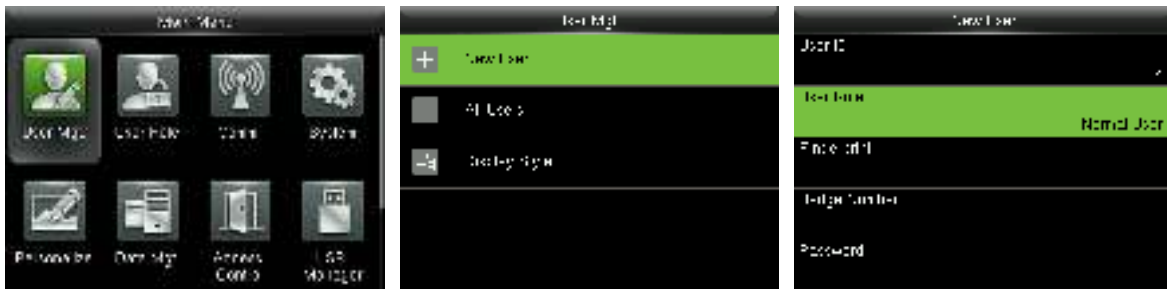 Main Menu
User Mgt
User Role
Comm
System
Personalize
Data Mgt
Access
Control
USB
Manager
User Mgt
New User
All Users
Display Style
New User
User ID
User Role
Normal User
Fingerprint
Badge Number
Password